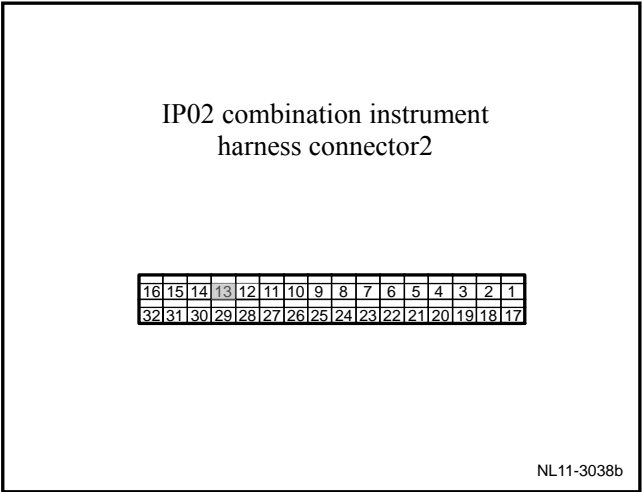 IP02 combination instrument
harness connector2
16 15 14 13 12 11 10 9 8 7 6 5 4 3 2 1
32 31 30 29 28 27 26 25 24 23 22 21 20 19 18 17
NL11-3038b